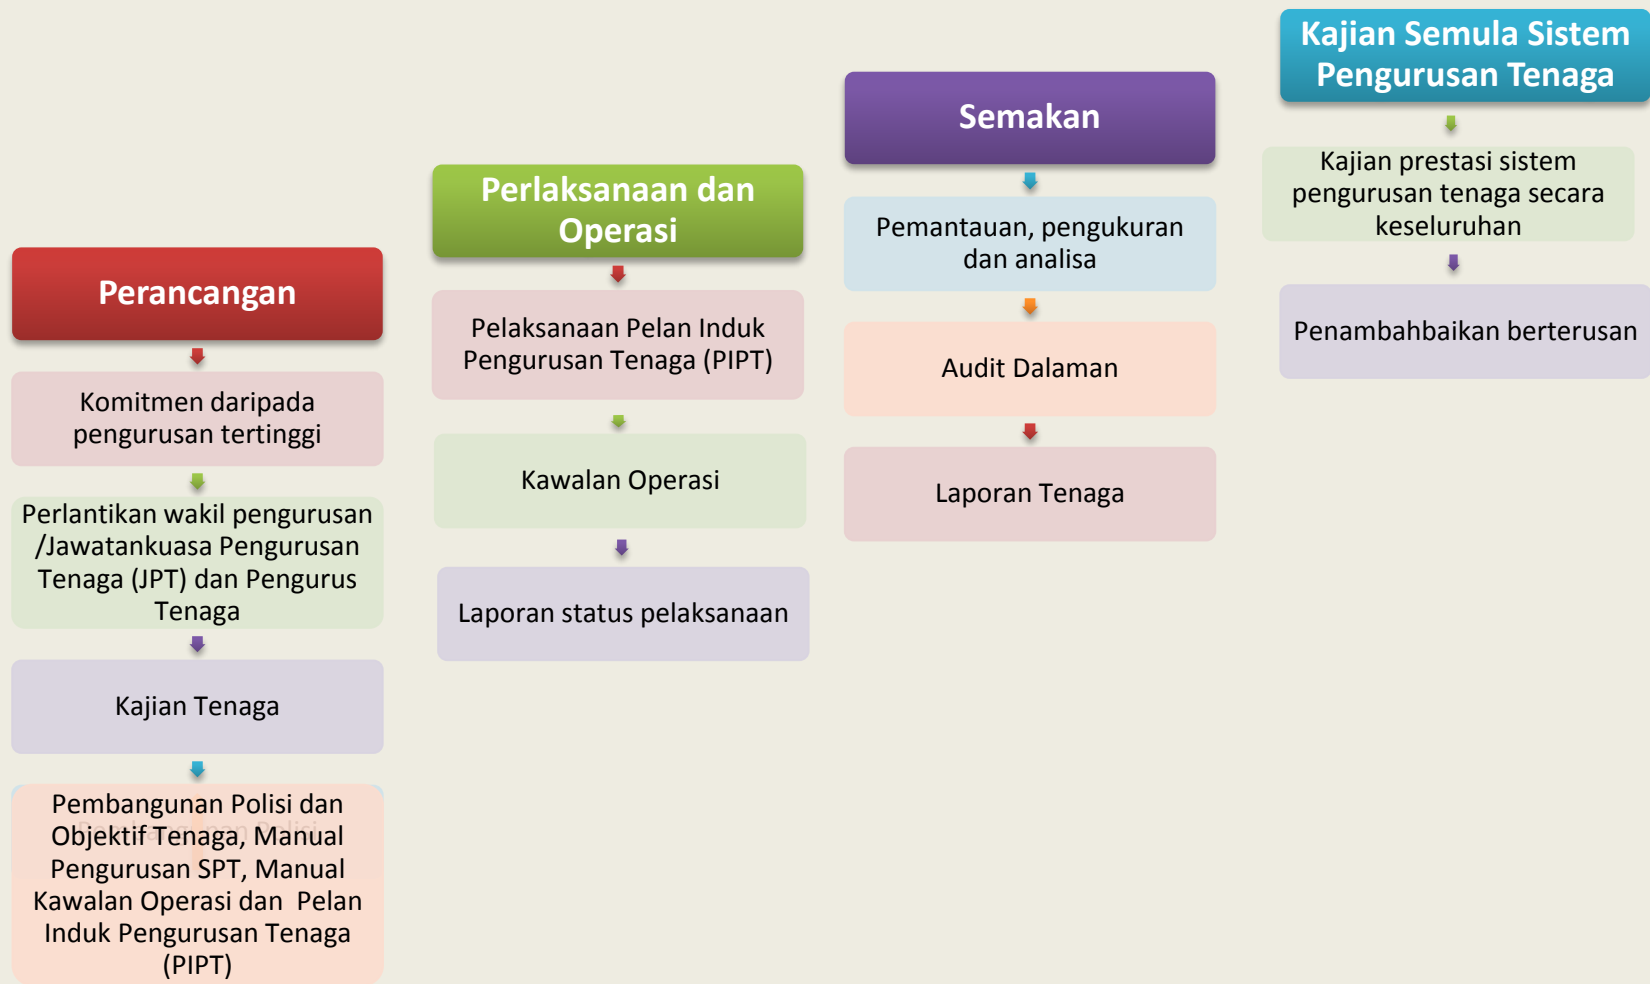 Perancangan
Komitmen daripada
pengurusan tertinggi
Perlantikan wakil pengurusan
/Jawatankuasa Pengurusan
Tenaga (JPT) dan Pengurus
Tenaga
Kajian Tenaga
Pembangunan Polisi dan
Objektif Tenaga, Manual
Pengurusan SPT, Manual
Kawalan Operasi dan Pelan
Induk Pengurusan Tenaga
(PIPT)
Perlaksanaan dan
Operasi
Pelaksanaan Pelan Induk
Pengurusan Tenaga (PIPT)
Kawalan Operasi
Laporan status pelaksanaan
Semakan
Pemantauan, pengukuran
dan analisa
Audit Dalaman
Laporan Tenaga
Kajian Semula Sistem
Pengurusan Tenaga
Kajian prestasi sistem
pengurusan tenaga secara
keseluruhan
Penambahbaikan berterusan